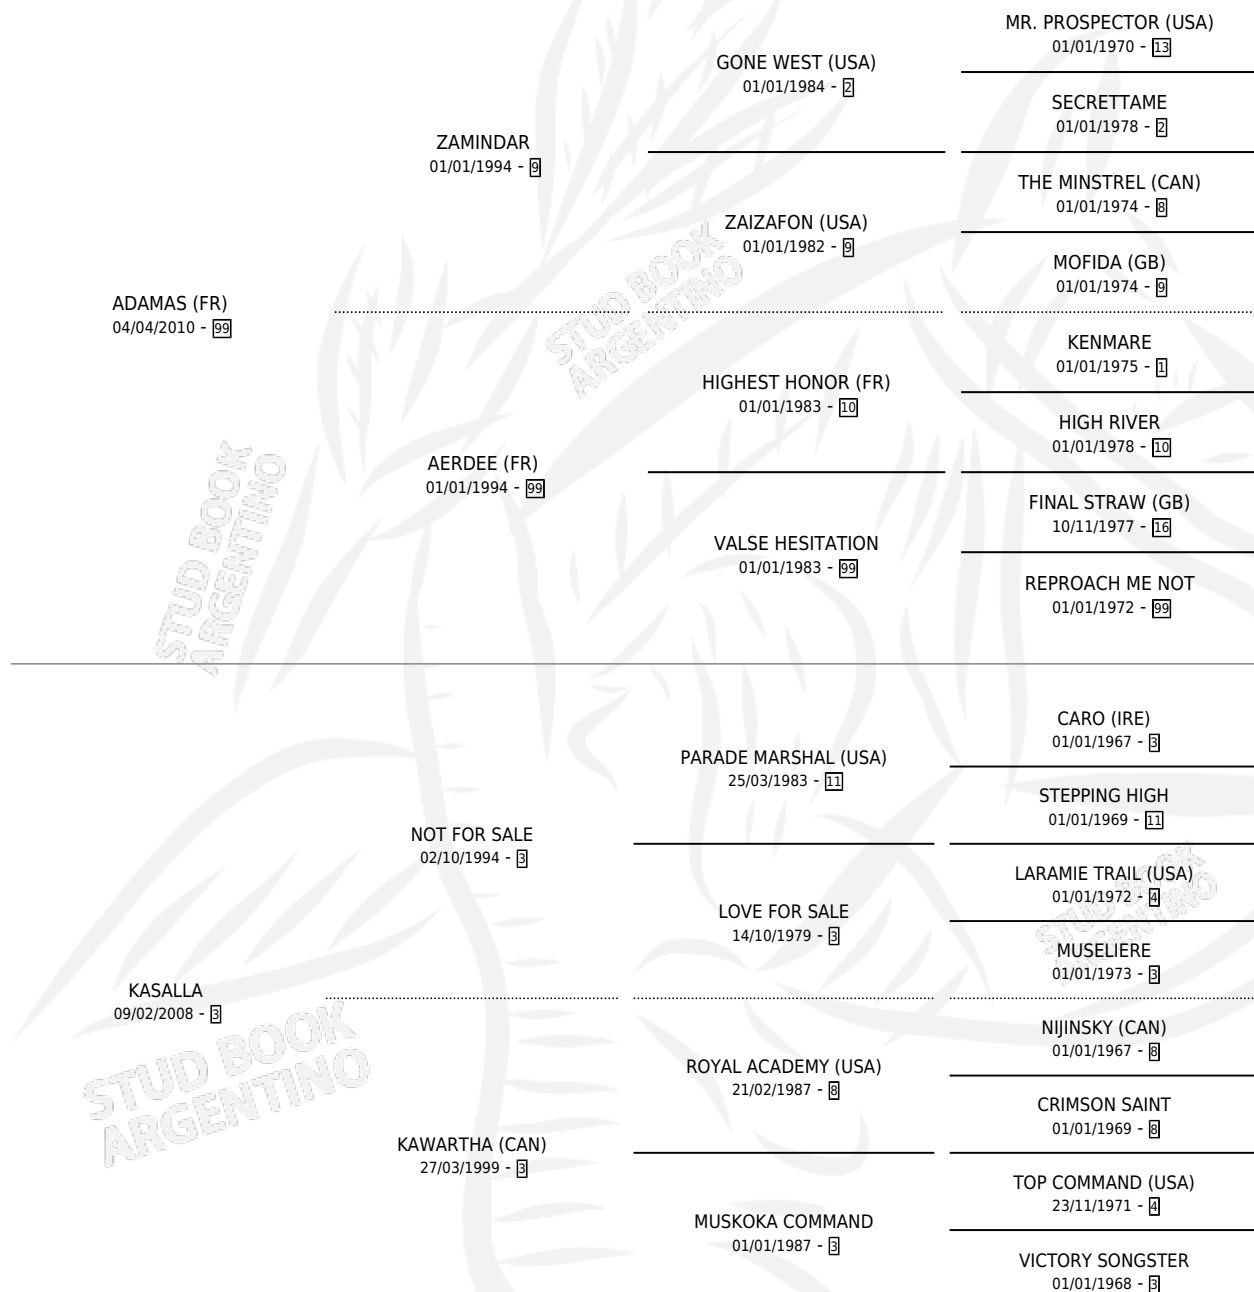 MR. PROSPECTOR (USA)
01/01/1970 - 13
GONE WEST (USA)
01/01/1984 - 2
SECRETTAME
01/01/1978 - 2
ZAMINDAR
01/01/1994 - 9
THE MINSTREL (CAN)
01/01/1974 - 8
ZAIZAFON (USA)
01/01/1982 - 9
MOFIDA (GB)
01/01/1974 - 9
ADAMAS (FR)
04/04/2010 - 99
STUD BOOK
ARGENTINO
KENMARE
01/01/1975 - 1
HIGHEST HONOR (FR)
01/01/1983 - 10
HIGH RIVER
01/01/1978 - 10
AERDEE (FR)
01/01/1994 - 99
FINAL STRAW (GB)
10/11/1977 - 16
VALSE HESITATION
01/01/1983 - 99
REPROACH ME NOT
01/01/1972 - 99
STUD BOOK
ARGENTINO
CARO (IRE)
01/01/1967 - 3
PARADE MARSHAL (USA)
25/03/1983 - 11
STEPPING HIGH
01/01/1969 - 11
NOT FOR SALE
02/10/1994 - 3
LARAMIE TRAIL (USA)
01/01/1972 - 4
LOVE FOR SALE
14/10/1979 - 3
MUSELIERE
01/01/1973 - 3
STUD BOOK
ARGENTINO
KASALLA
09/02/2008 - 3
NIJINSKY (CAN)
01/01/1967 - 8
ROYAL ACADEMY (USA)
21/02/1987 - 8
CRIMSON SAINT
01/01/1969 - 8
STUD BOOK
ARGENTINO
KAWARTHA (CAN)
27/03/1999 - 3
TOP COMMAND (USA)
23/11/1971 - 4
MUSKOKA COMMAND
01/01/1987 - 3
VICTORY SONGSTER
01/01/1968 - 3